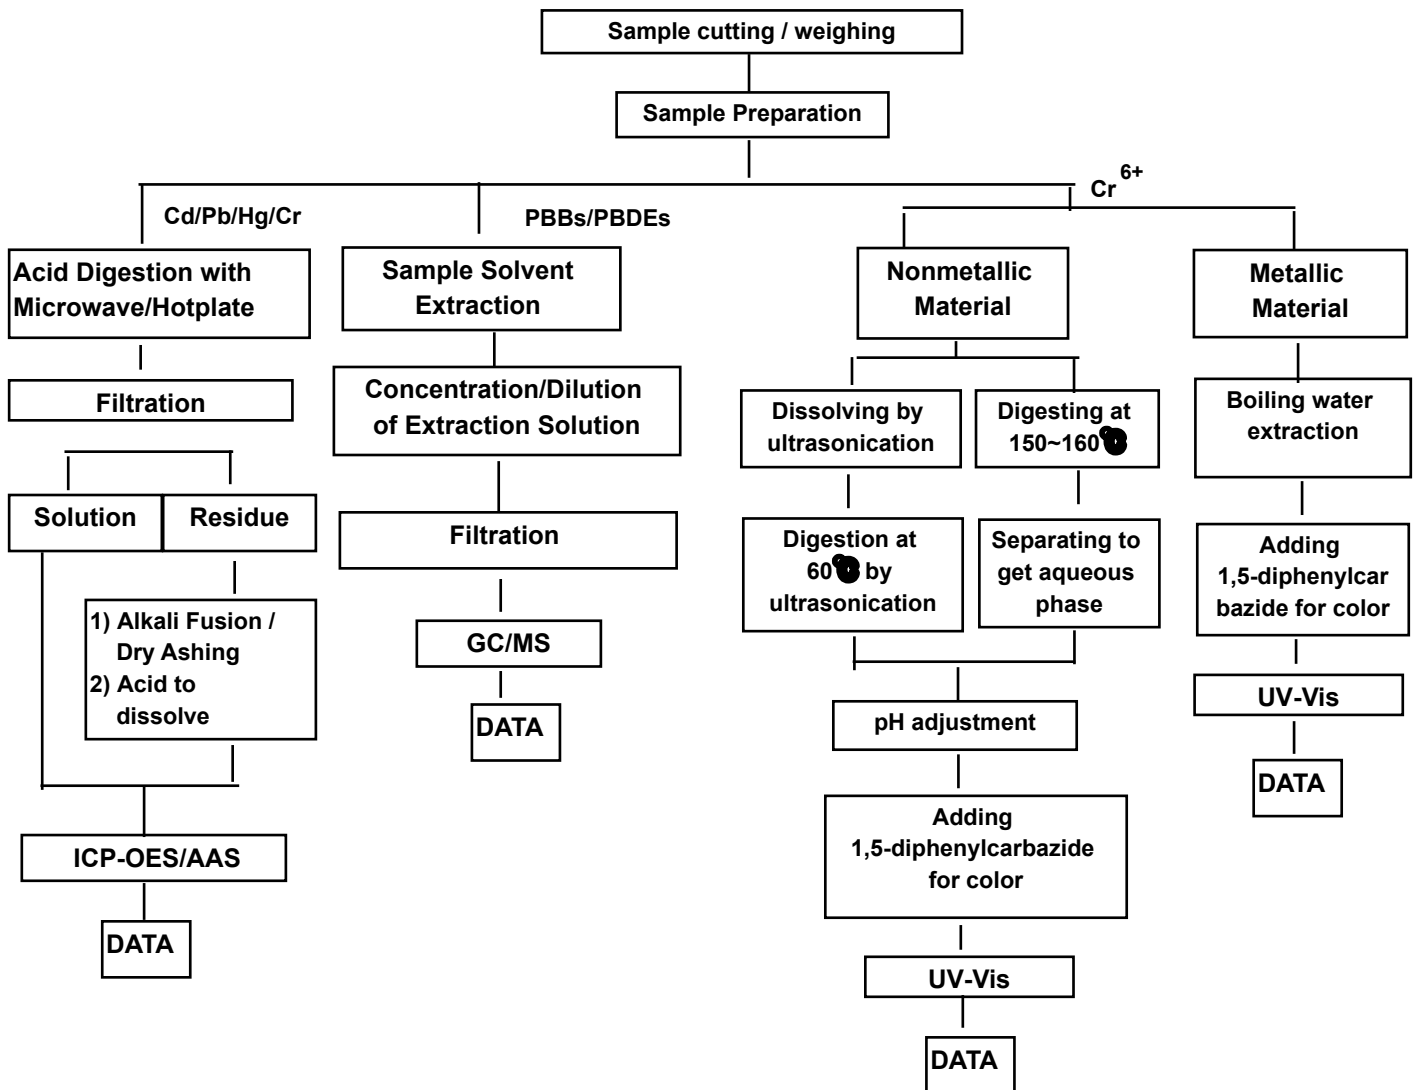 Sample cutting / weighing
Sample Preparation
Cd/Pb/Hg/Cr
PBBs/PBDEs
Cr 6+
Acid Digestion with
Microwave/Hotplate
Filtration
Solution
Residue
1) Alkali Fusion /
Dry Ashing
2) Acid to
dissolve
ICP-OES/AAS
DATA
Sample Solvent
Extraction
Concentration/Dilution
of Extraction Solution
Filtration
GC/MS
DATA
Nonmetallic
Material
Dissolving by
ultrasonication
Digestion at
60 by
ultrasonication
Digesting at
150~160
Separating to
get aqueous
phase
pH adjustment
Adding
1,5-diphenylcarbazide
for color
UV-Vis
DATA
Metallic
Material
Boiling water
extraction
Adding
1,5-diphenylcar
bazide for color
UV-Vis
DATA